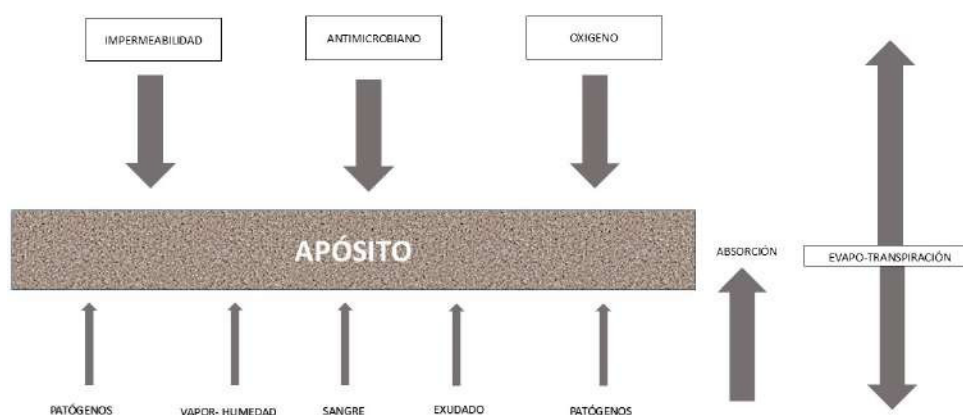 IMPERMEABILIDAD
ANTIMICROBIANO
OXIGENO
APÓSITO
ABSORCIÓN
EVAPO-TRANSPIRACIÓN
PATÓGENOS
VAPOR- HUMEDAD
SANGRE
EXUDADO
PATÓGENOS